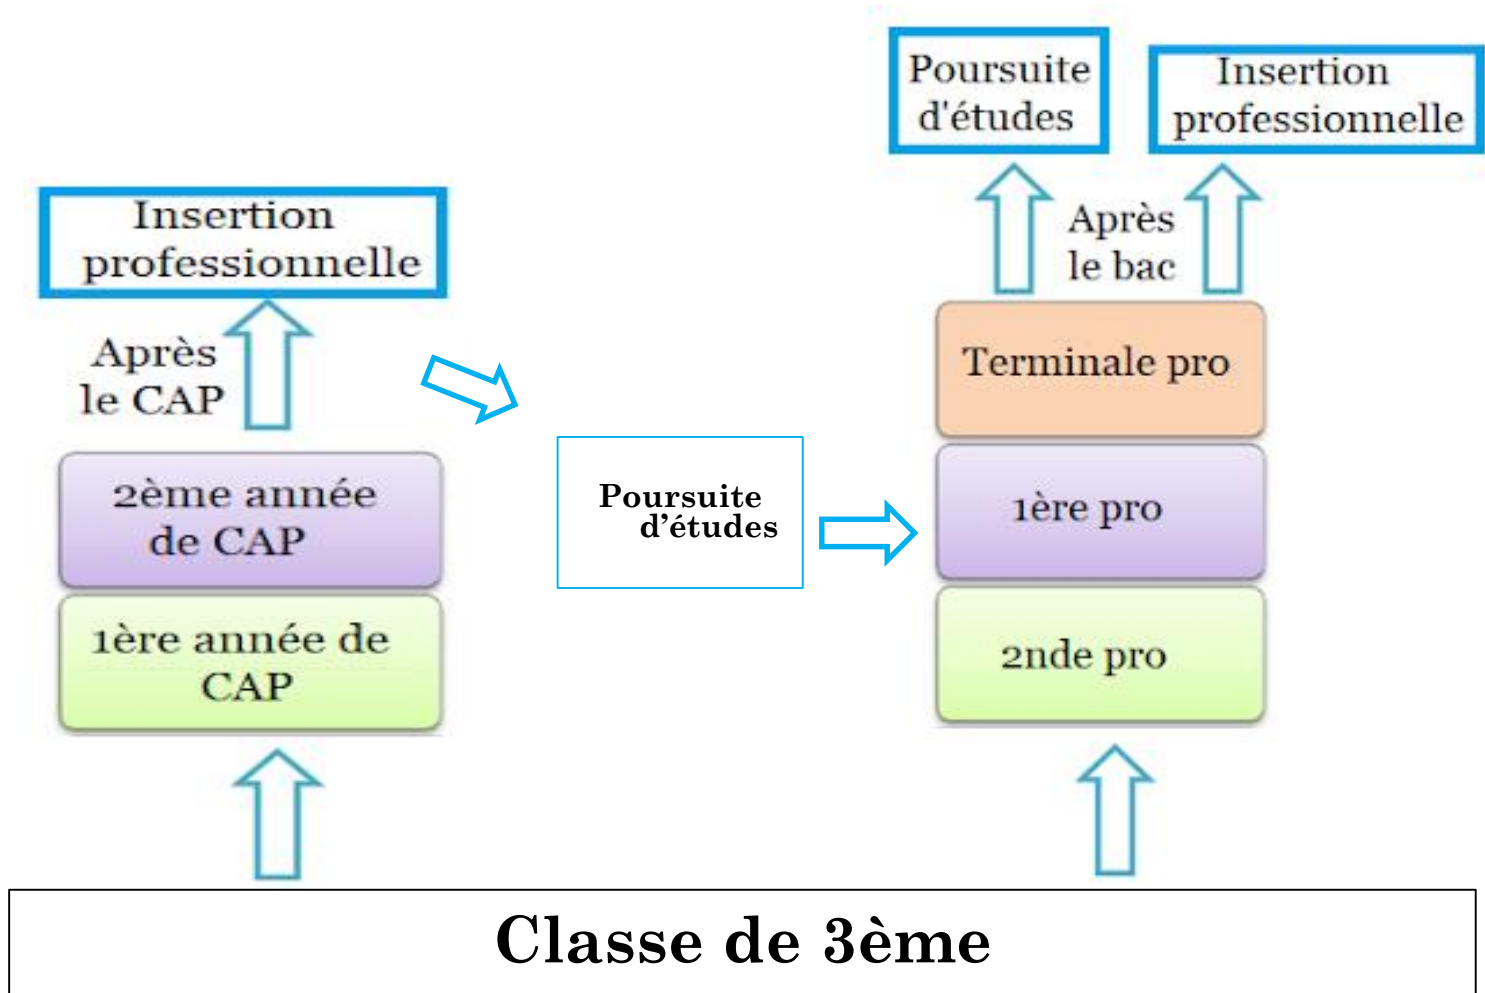 Poursuite
d'études
Insertion
professionnelle
Après
le bac
Insertion
professionnelle
Après
le CAP
2ème année
de CAP
1ère année de
CAP
Poursuite
d’études
Terminale pro
1ère pro
2nde pro
Classe de 3ème